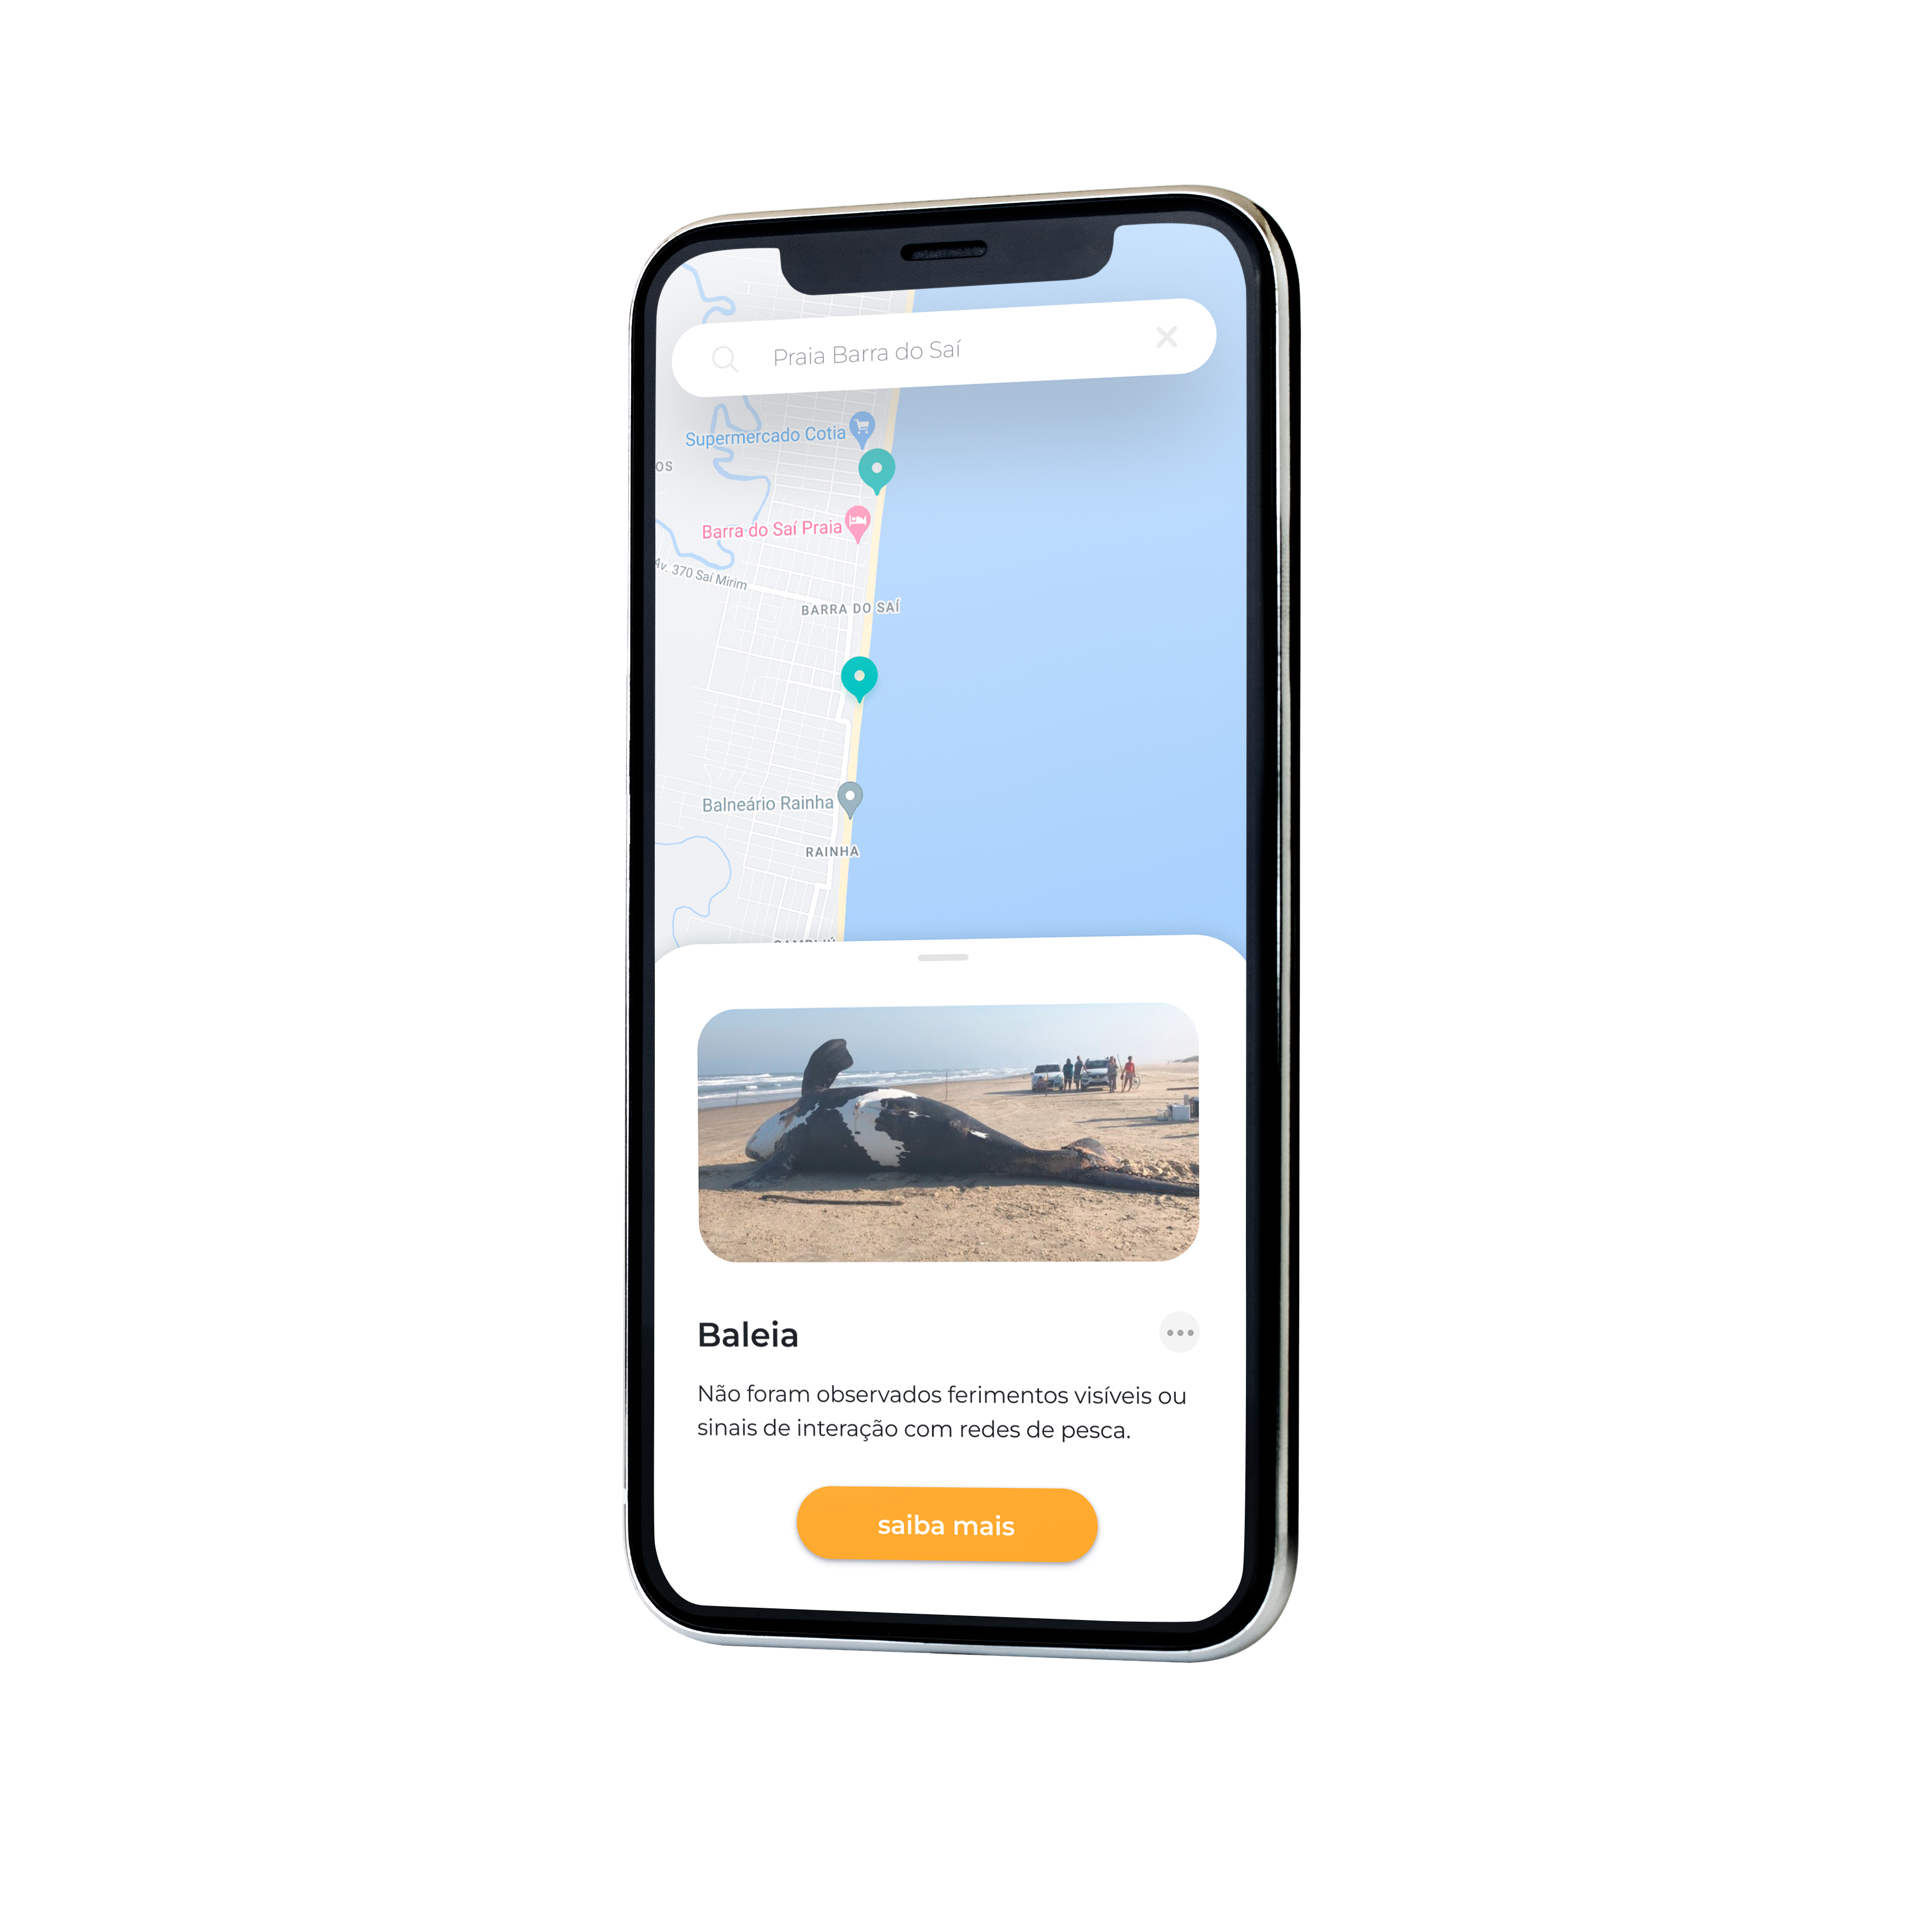 Praia Barra do Saí
Supermercado Cotia
OS
Barra do Saí Praia
Av. 370 Saí Mirim
BARRA DO SAÍ
Balneário Rainha
RAINHA
Baleia
Não foram observados ferimentos visíveis ou
sinais de interação com redes de pesca.
saiba mais